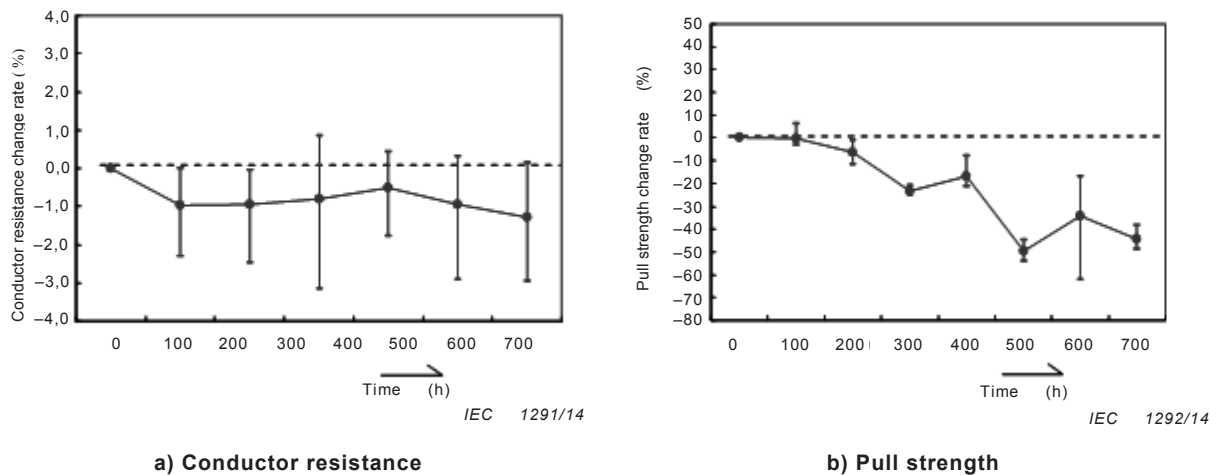 Conductor resistance change rate (%)
4,0
3,0
2,0
1,0
0,0
–1,0
–2,0
–3,0
–4,0
0 100 200 300 400 500 600 700
Time (h)
IEC 1291/14
a) Conductor resistance
Pull strength change rate (%)
50
40
30
20
10
0
–10
–20
–30
–40
–50
–60
–70
–80
0 100 200 300 400 500 600 700
Time (h)
IEC 1292/14
b) Pull strength